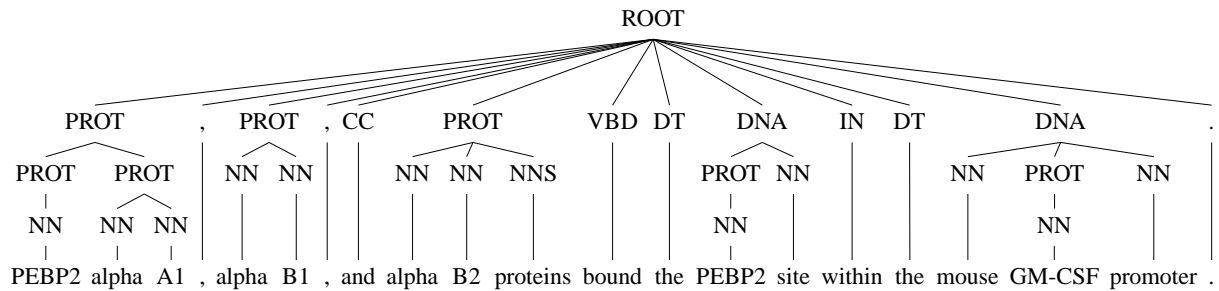 ROOT
PROT , PROT , CC PROT VBD DT DNA IN DT DNA .
PROT PROT NN NN NN NN NNS PROT NN NN PROT NN
NN NN NN NN NN
PEBP2 alpha A1 , alpha B1 , and alpha B2 proteins bound the PEBP2 site within the mouse GM-CSF promoter .